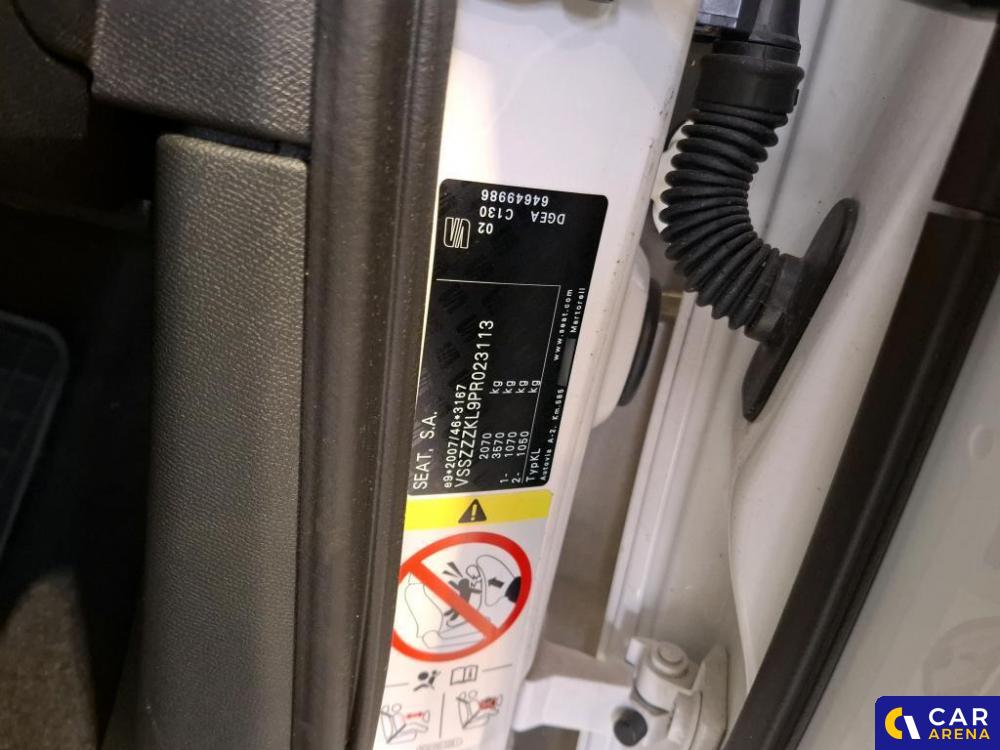 SEAT, S.A.
e9*2007/46*3167
VSSZZZKL9PR023113
2070 kg
3570 kg
1- 1070 kg
2- 1050 kg
TypKL
Autovia A-2, Km.585 Martorell
www.seat.com
02
C130
64649986
DGEA
CAR
ARENA